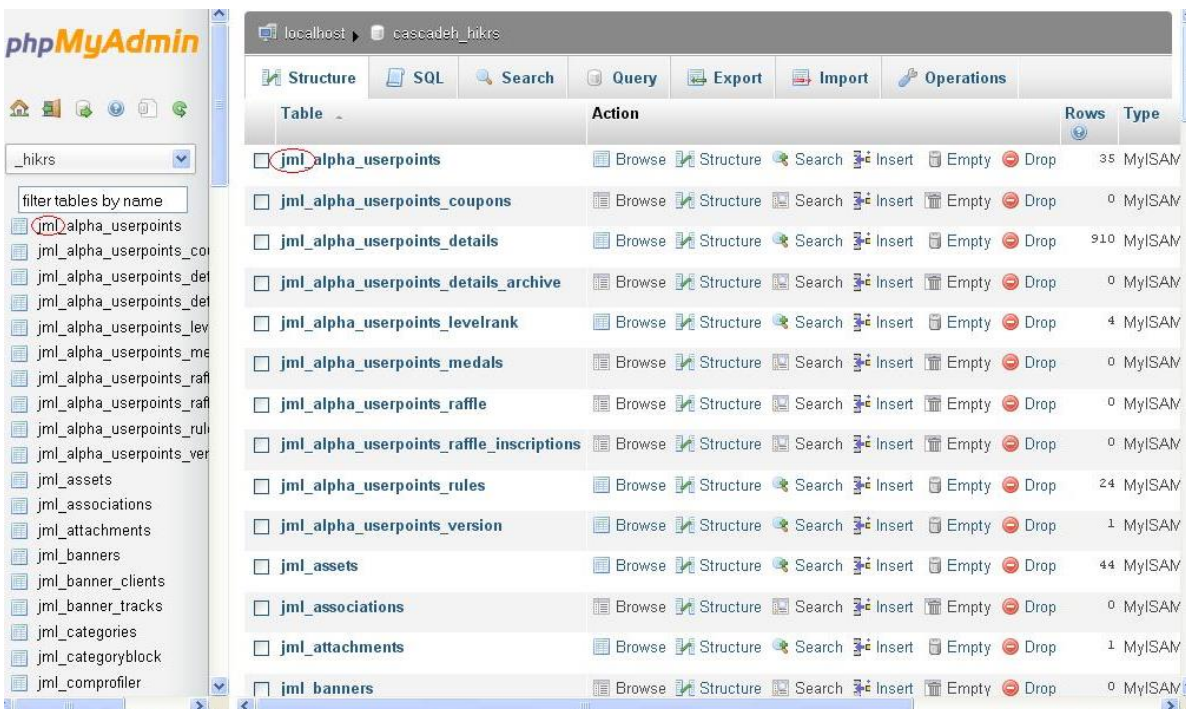 phpMyAdmin
_hikrs
filter tables by name
jml_alpha_userpoints
jml_alpha_userpoints_cou
jml_alpha_userpoints_det
jml_alpha_userpoints_det
jml_alpha_userpoints_lev
jml_alpha_userpoints_me
jml_alpha_userpoints_raff
jml_alpha_userpoints_raff
jml_alpha_userpoints_rule
jml_alpha_userpoints_ver
jml_assets
jml_associations
jml_attachments
jml_banners
jml_banner_clients
jml_banner_tracks
jml_categories
jml_categoryblock
jml_comprofiler
localhost cascadeh_hikrs
Structure SQL Search Query Export Import Operations
Table Action Rows Type
jml_alpha_userpoints Browse Structure Search Insert Empty Drop 35 MyISAM
jml_alpha_userpoints_coupons Browse Structure Search Insert Empty Drop 0 MyISAM
jml_alpha_userpoints_details Browse Structure Search Insert Empty Drop 910 MyISAM
jml_alpha_userpoints_details_archive Browse Structure Search Insert Empty Drop 0 MyISAM
jml_alpha_userpoints_levelrank Browse Structure Search Insert Empty Drop 4 MyISAM
jml_alpha_userpoints_medals Browse Structure Search Insert Empty Drop 0 MyISAM
jml_alpha_userpoints_raffle Browse Structure Search Insert Empty Drop 0 MyISAM
jml_alpha_userpoints_raffle_inscriptions Browse Structure Search Insert Empty Drop 0 MyISAM
jml_alpha_userpoints_rules Browse Structure Search Insert Empty Drop 24 MyISAM
jml_alpha_userpoints_version Browse Structure Search Insert Empty Drop 1 MyISAM
jml_assets Browse Structure Search Insert Empty Drop 44 MyISAM
jml_associations Browse Structure Search Insert Empty Drop 0 MyISAM
jml_attachments Browse Structure Search Insert Empty Drop 1 MyISAM
jml_banners Browse Structure Search Insert Empty Drop 0 MyISAM